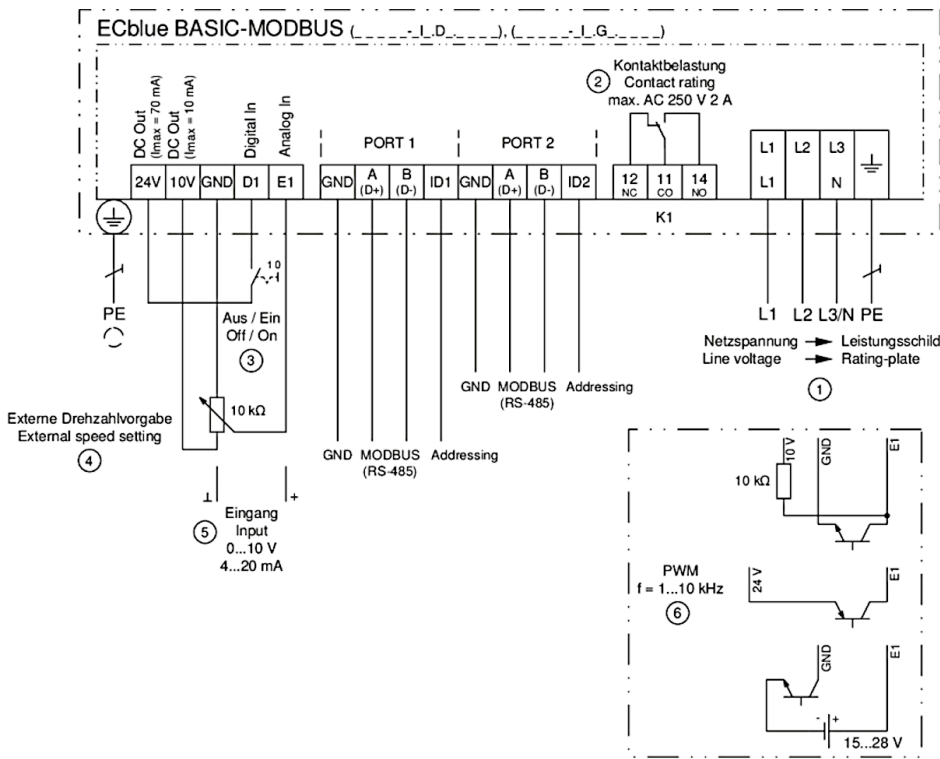 ECblue BASIC-MODBUS (_ _ _ _ _-_I_.D_._ _ _ _), (_ _ _ _ _-_I_.G_._ _ _ _)
DC Out
(Imax = 70 mA)
DC Out
(Imax = 10 mA)
Digital In
Analog In
PORT 1
PORT 2
24V 10V GND D1 E1
GND A (D+) B (D-) ID1 GND A (D+) B (D-) ID2
2
Kontaktbelastung
Contact rating
max. AC 250 V 2 A
12 11 14
NC CO NO
K1
L1 L2 L3
L1 N
PE
1 0
Aus / Ein
Off / On
3
10 kΩ
Externe Drehzahlvorgabe
External speed setting
4
⊥ +
5
Eingang
Input
0...10 V
4...20 mA
GND MODBUS Addressing
(RS-485)
GND MODBUS Addressing
(RS-485)
L1 L2 L3/N PE
Netzspannung Leistungsschild
Line voltage Rating-plate
1
10 V GND E1
10 kΩ
PWM
f = 1...10 kHz
6
24 V E1
GND E1
- +
15...28 V